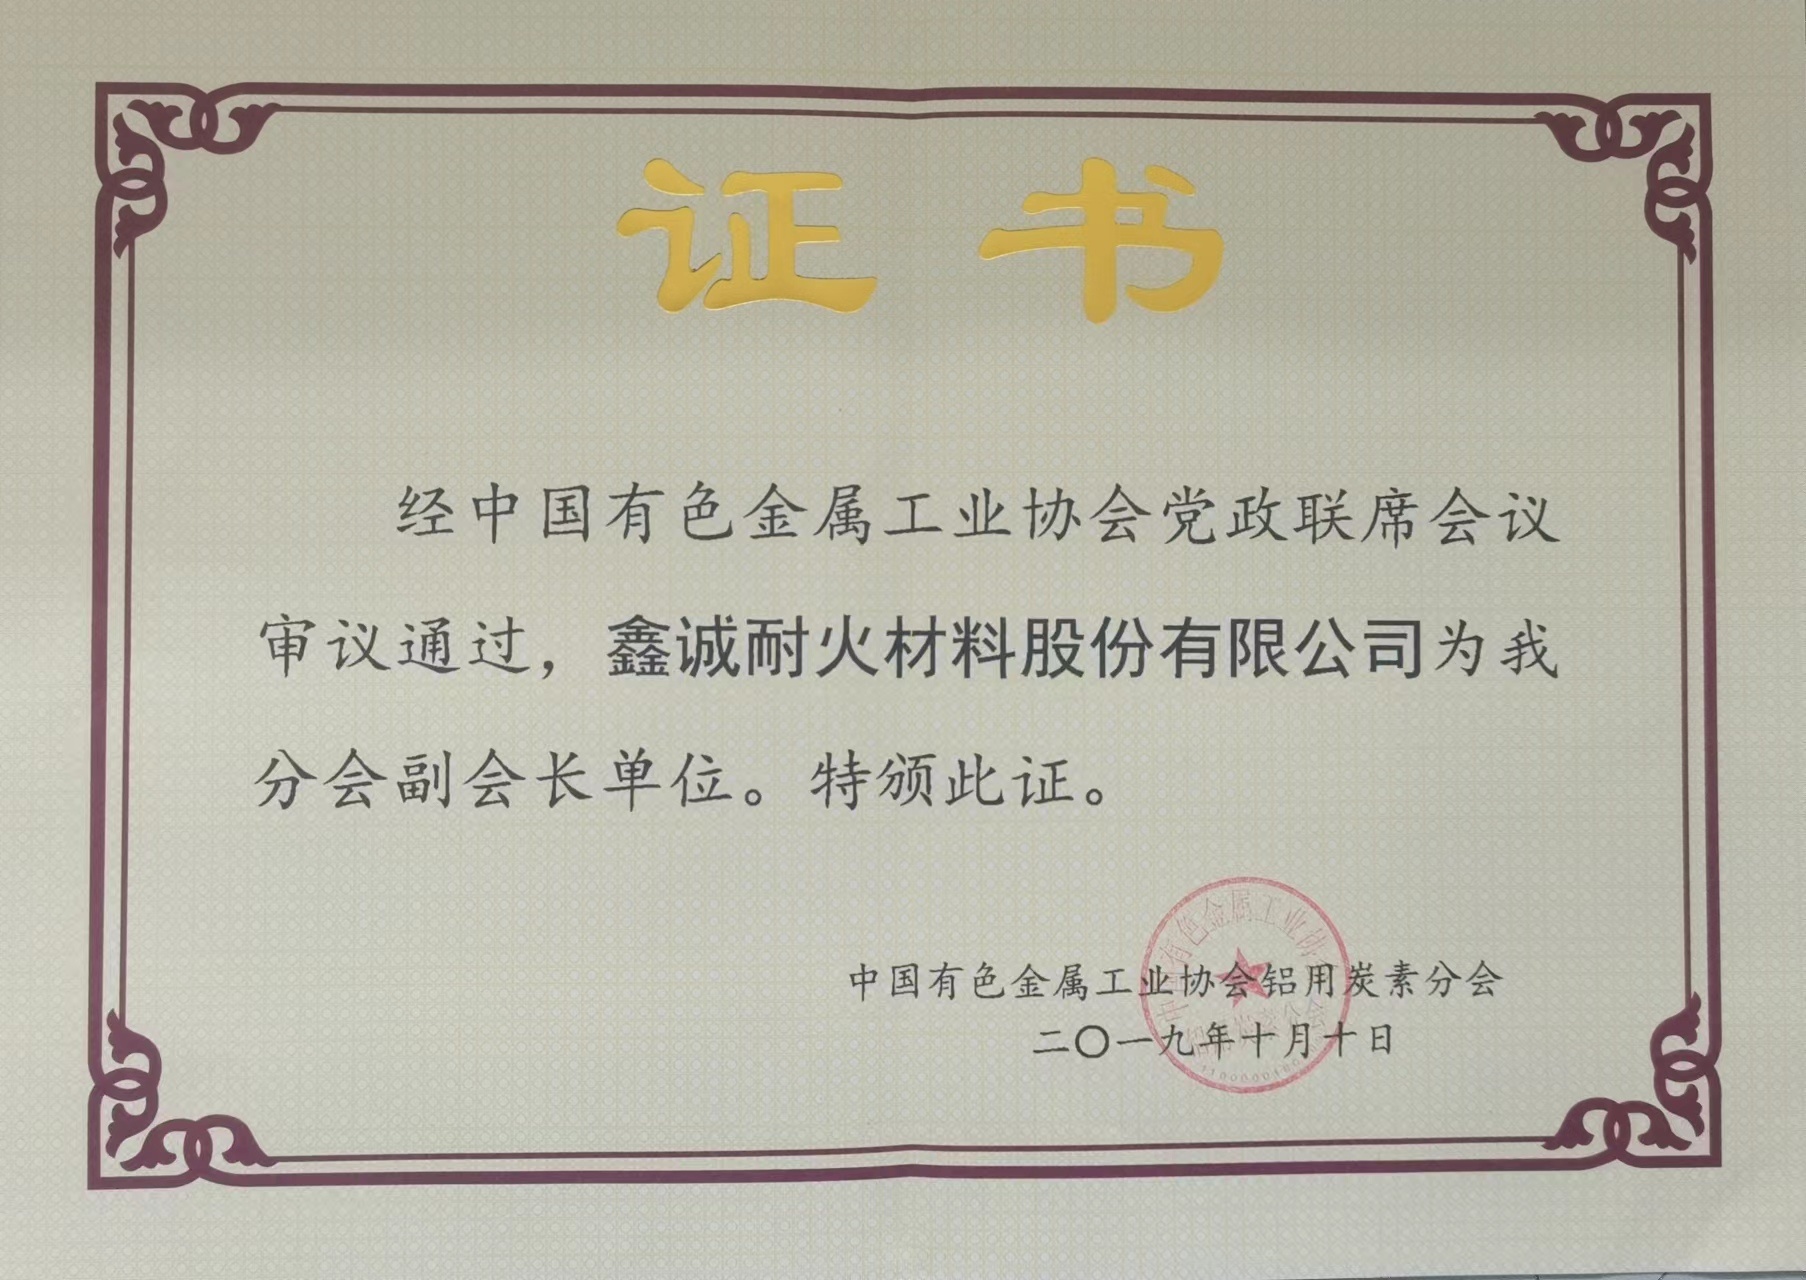 证书
经中国有色金属工业协会党政联席会议
审议通过，鑫诚耐火材料股份有限公司为我
分会副会长单位。特颁此证。
中国有色金属工业协会铝用炭素分会
二〇一九年十月十日